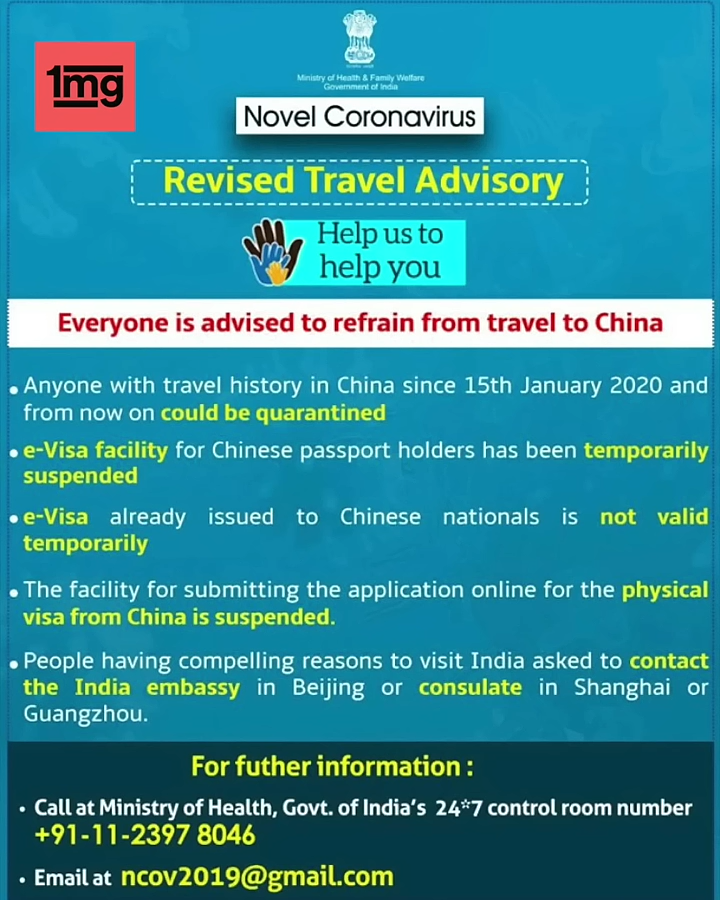 1mg
Ministry of Health & Family Welfare
Government of India
Novel Coronavirus
Revised Travel Advisory
Help us to
help you
Everyone is advised to refrain from travel to China
• Anyone with travel history in China since 15th January 2020 and
from now on could be quarantined
• e-Visa facility for Chinese passport holders has been temporarily
suspended
• e-Visa already issued to Chinese nationals is not valid
temporarily
• The facility for submitting the application online for the physical
visa from China is suspended.
• People having compelling reasons to visit India asked to contact
the India embassy in Beijing or consulate in Shanghai or
Guangzhou.
For futher information :
• Call at Ministry of Health, Govt. of India's 24*7 control room number
+91-11-2397 8046
• Email at ncov2019@gmail.com